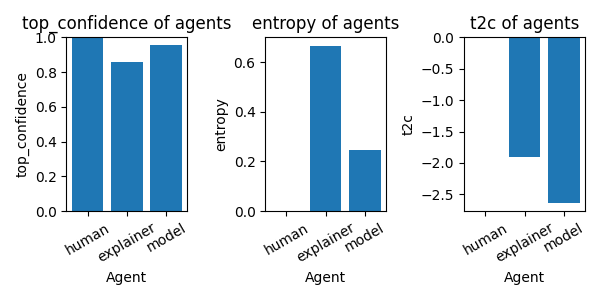 top_confidence of agents
top_confidence
1.0
0.8
0.6
0.4
0.2
0.0
human
explainer
model
Agent
entropy of agents
entropy
0.6
0.4
0.2
0.0
human
explainer
model
Agent
t2c of agents
t2c
0.0
−0.5
−1.0
−1.5
−2.0
−2.5
human
explainer
model
Agent